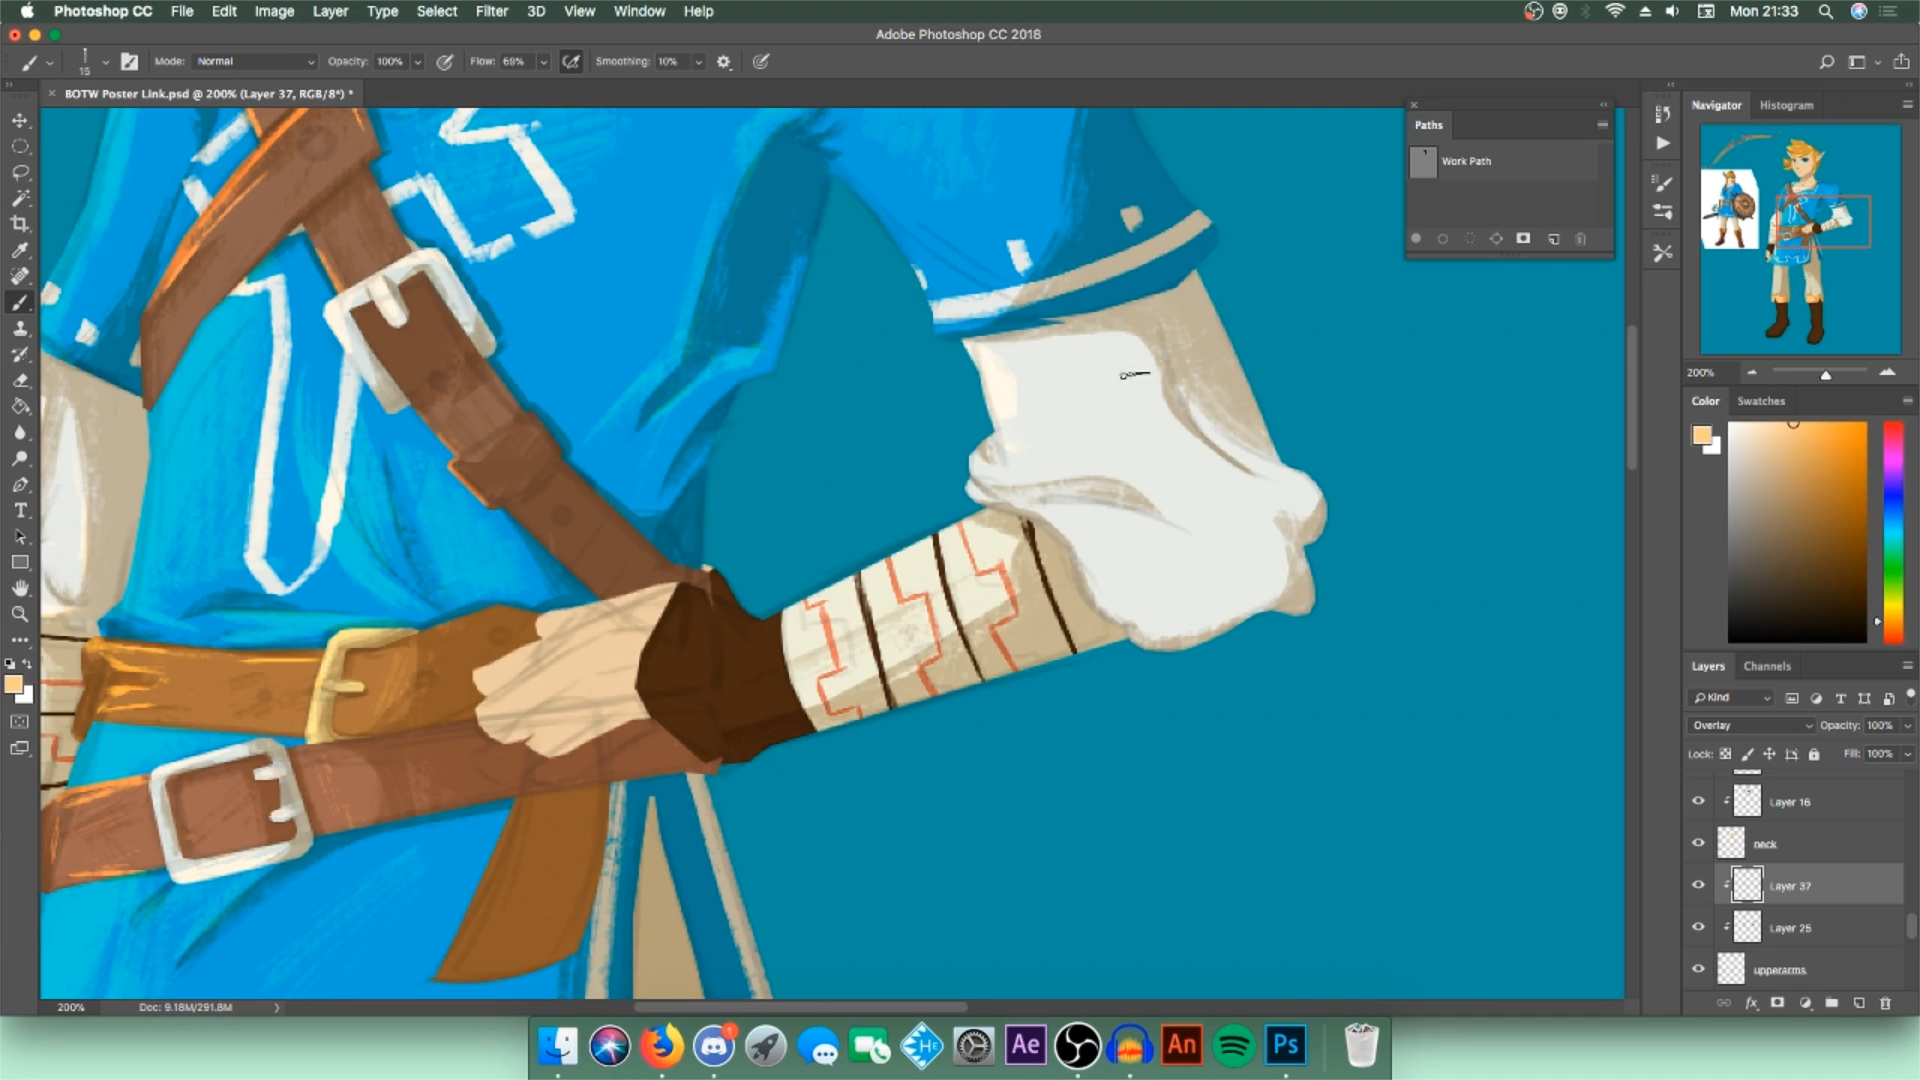 Photoshop CC File Edit Image Layer Type Select Filter 3D View Window Help Mon 21:33
Adobe Photoshop CC 2018
15 Mode: Normal Opacity: 100% Flow: 69% Smoothing: 10%
BOTW Poster Link.psd @ 200% (Layer 37, RGB/8*) *
Paths
Work Path
Navigator Histogram
200%
Color Swatches
Layers Channels
Kind
Overlay Opacity: 100%
Lock: Fill: 100%
Layer 16
neck
Layer 37
Layer 25
upperarms
200% Doc: 9.18M/291.8M
1 HE Ae An Ps